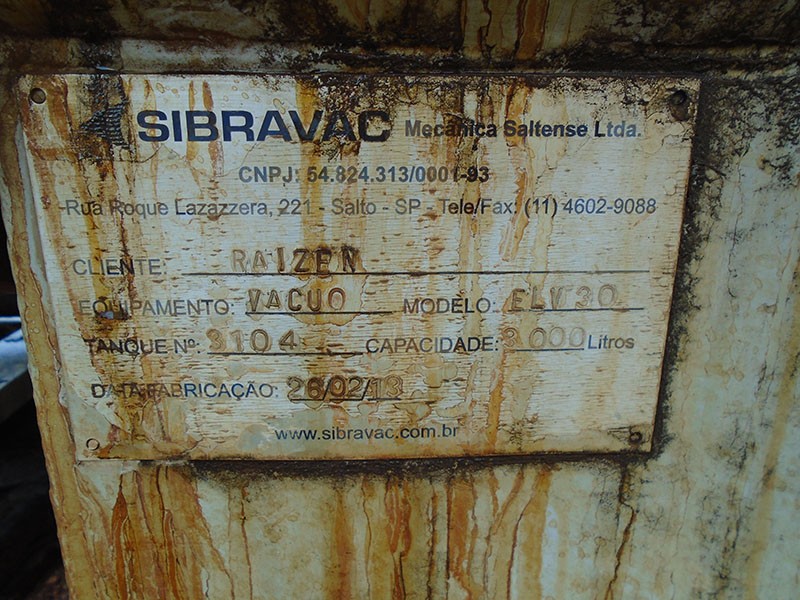 SIBRAVAC Mecânica Saltense Ltda.
CNPJ: 54.824.313/0001-93
Rua Roque Lazazzera, 221 - Salto - SP - Tele/Fax: (11) 4602-9088
CLIENTE: RAIZEN
EQUIPAMENTO: VACUO MODELO: ELV30
TANQUE Nº: 3104 CAPACIDADE: 3000 Litros
DATA FABRICAÇÃO: 26/02/13
www.sibravac.com.br